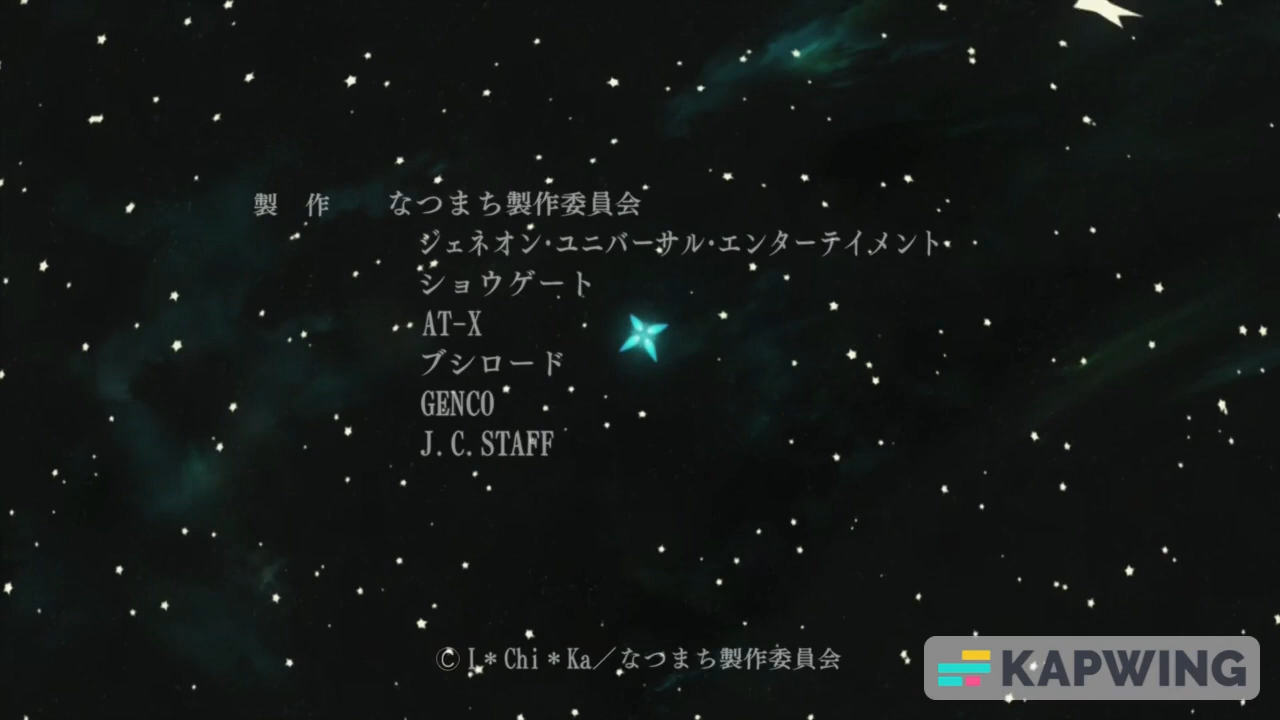 製　作　なつまち製作委員会
ジェネオン・ユニバーサル・エンターテイメント
ショウゲート
AT-X
ブシロード
GENCO
J.C.STAFF
Ⓒ I＊Chi＊Ka／なつまち製作委員会
KAPWING